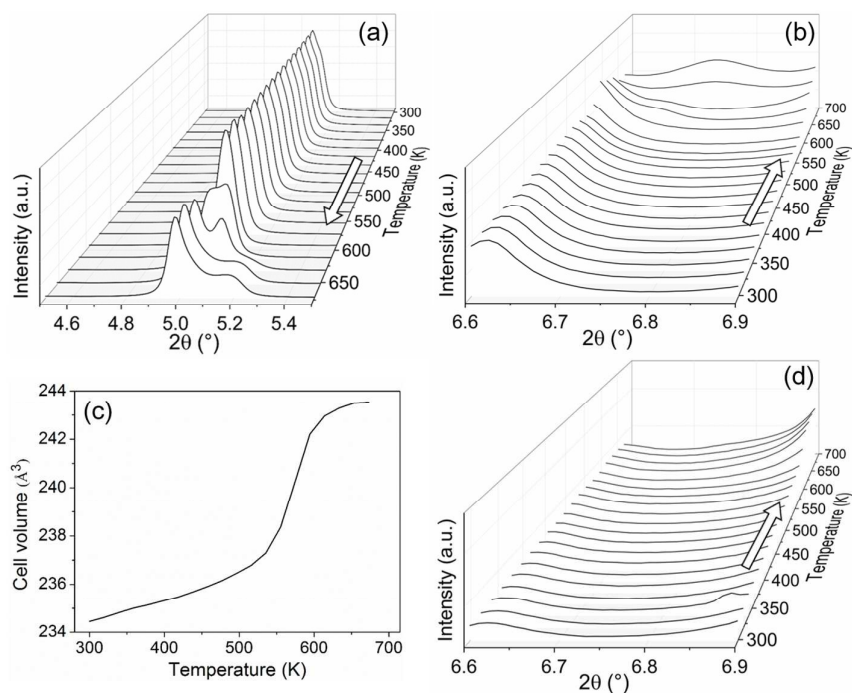 (a)
Intensity (a.u.)
300
350
400
450
500
550
600
650
Temperature (K)
4.6 4.8 5.0 5.2 5.4
2θ (°)
(b)
Intensity (a.u.)
700
650
600
550
500
450
400
350
300
Temperature (K)
6.6 6.7 6.8 6.9
2θ (°)
(c)
Cell volume (Å³)
244
242
240
238
236
234
300 400 500 600 700
Temperature (K)
(d)
Intensity (a.u.)
700
650
600
550
500
450
400
350
300
Temperature (K)
6.6 6.7 6.8 6.9
2θ (°)